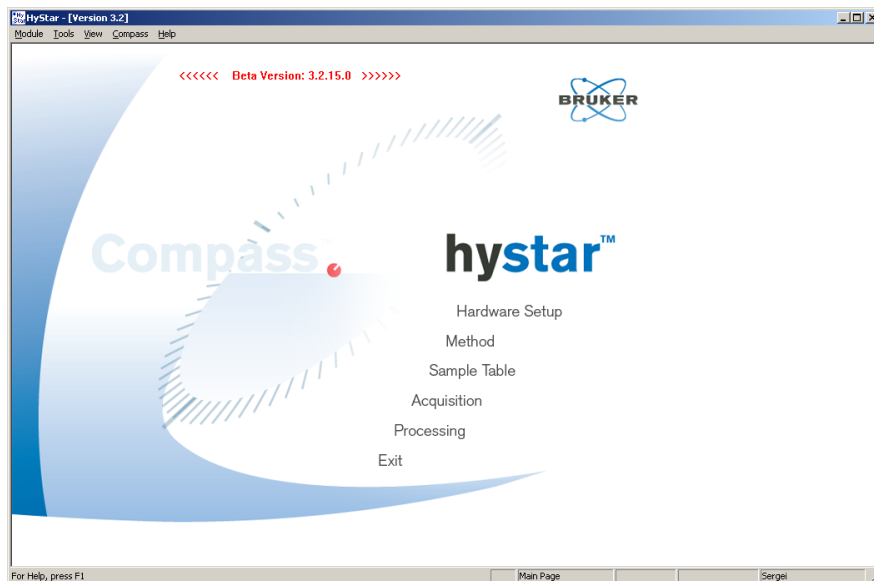 HyStar - [Version 3.2]
Module Tools View Compass Help
<<<<<< Beta Version: 3.2.15.0 >>>>>>
BRUKER
Compass
hystar™
Hardware Setup
Method
Sample Table
Acquisition
Processing
Exit
For Help, press F1 Main Page Sergei